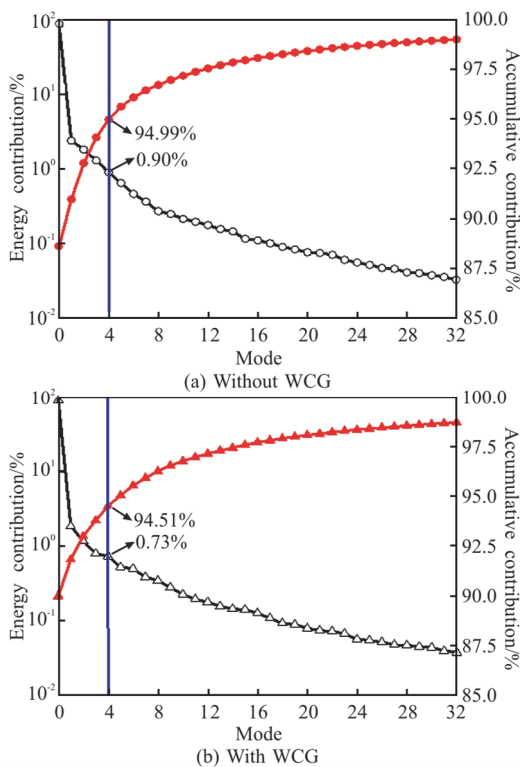 10² 100.0
10¹ 97.5
10⁰ 95.0
10⁻¹ 92.5
10⁻² 90.0
87.5
85.0
Energy contribution/%
Accumulative contribution/%
94.99%
0.90%
0 4 8 12 16 20 24 28 32
Mode
(a) Without WCG
10² 100.0
10¹ 97.5
10⁰ 95.0
10⁻¹ 92.5
10⁻² 90.0
87.5
85.0
Energy contribution/%
Accumulative contribution/%
94.51%
0.73%
0 4 8 12 16 20 24 28 32
Mode
(b) With WCG